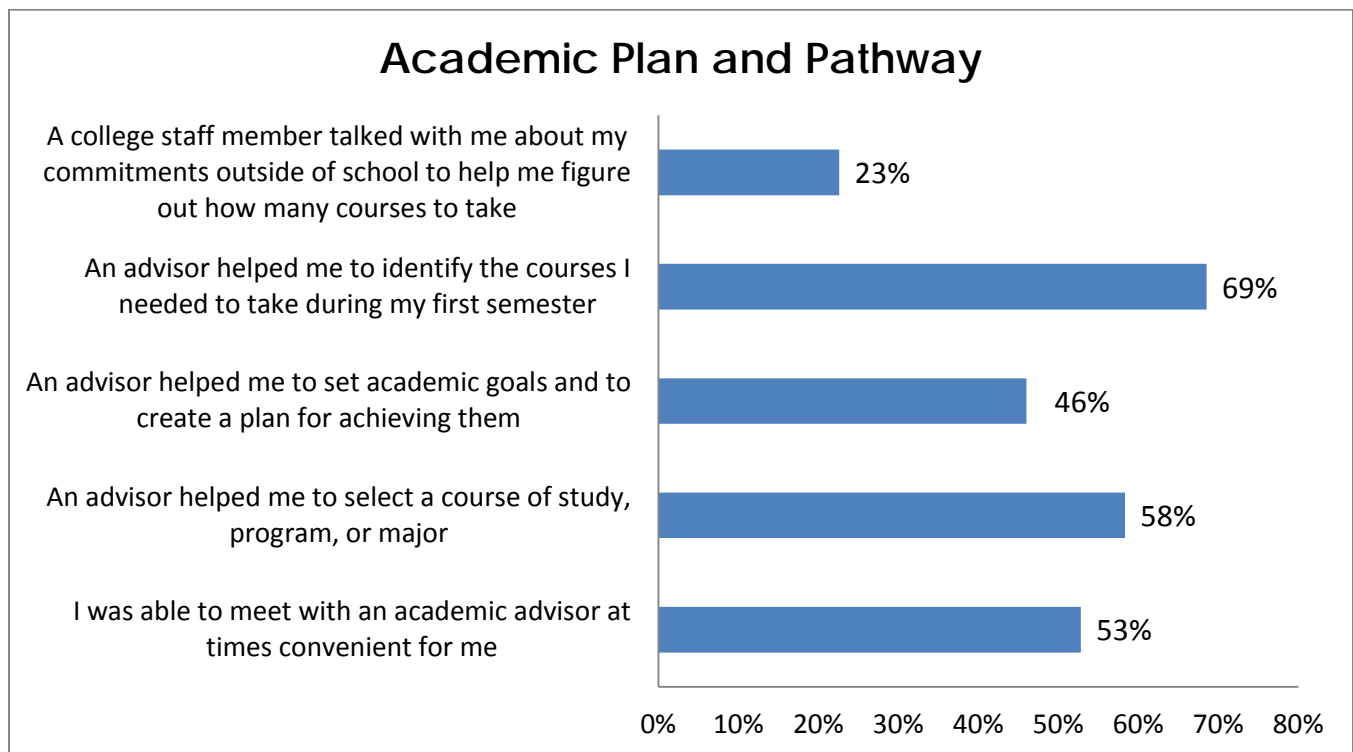 Academic Plan and Pathway
A college staff member talked with me about my
commitments outside of school to help me figure
out how many courses to take
23%
An advisor helped me to identify the courses I
needed to take during my first semester
69%
An advisor helped me to set academic goals and to
create a plan for achieving them
46%
An advisor helped me to select a course of study,
program, or major
58%
I was able to meet with an academic advisor at
times convenient for me
53%
0% 10% 20% 30% 40% 50% 60% 70% 80%